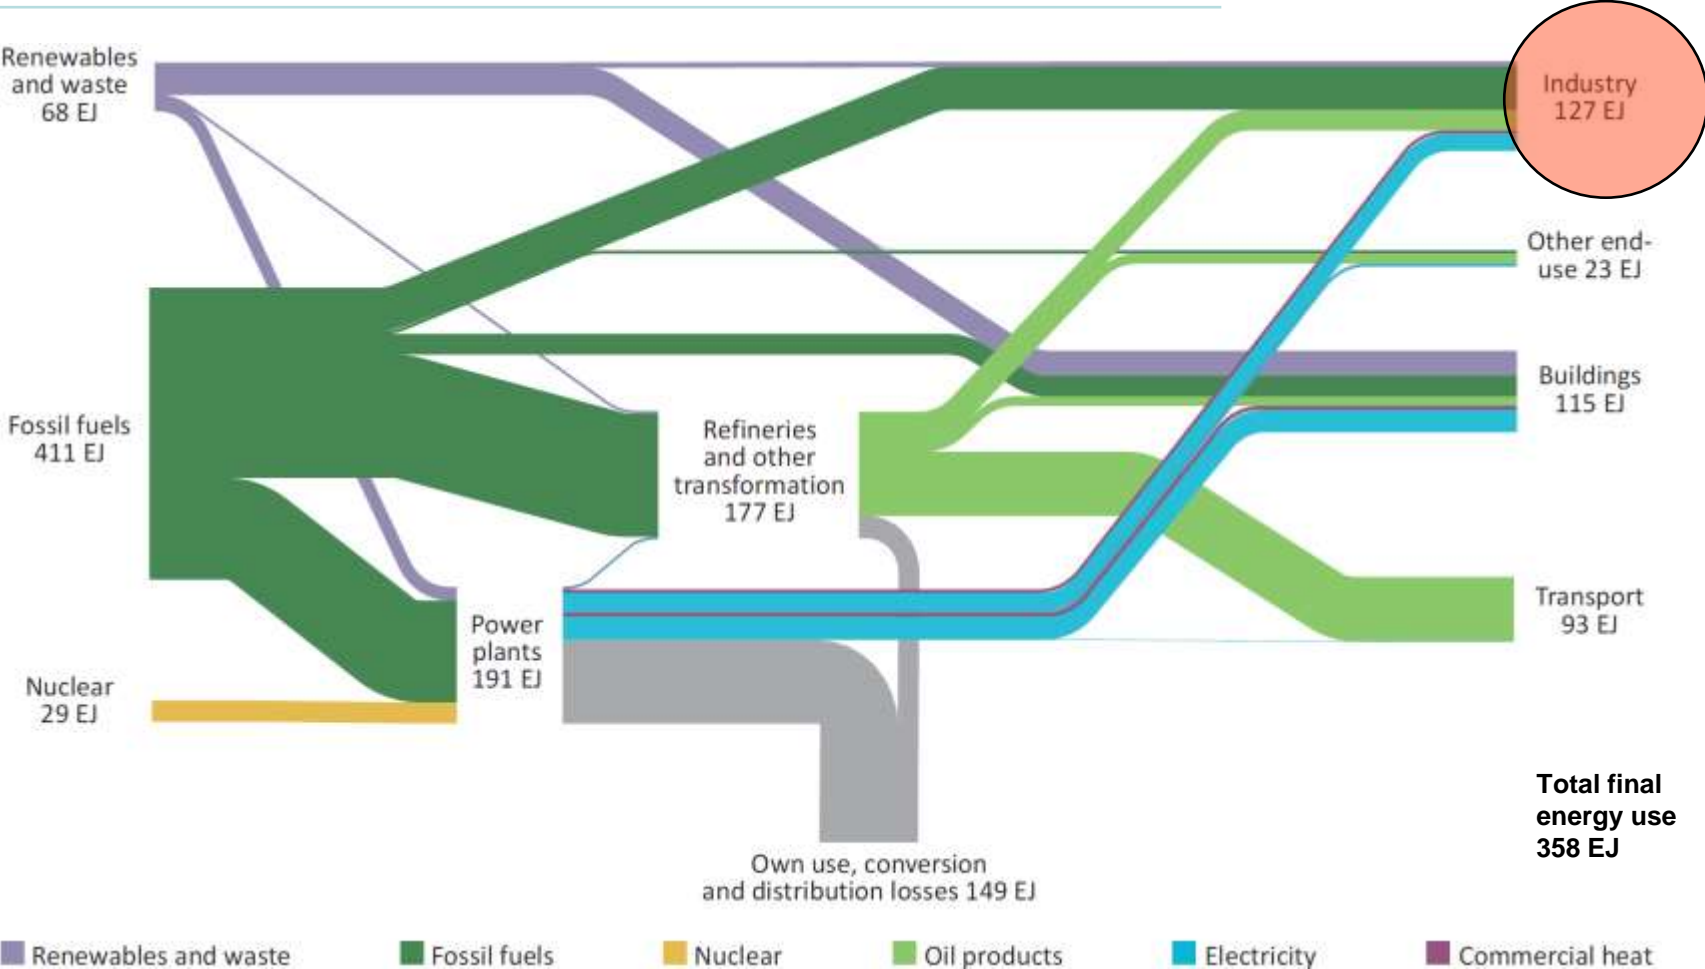 Renewables
and waste
68 EJ
Industry
127 EJ
Other end-
use 23 EJ
Buildings
115 EJ
Fossil fuels
411 EJ
Refineries
and other
transformation
177 EJ
Transport
93 EJ
Power
plants
191 EJ
Nuclear
29 EJ
Total final
energy use
358 EJ
Own use, conversion
and distribution losses 149 EJ
Renewables and waste
Fossil fuels
Nuclear
Oil products
Electricity
Commercial heat